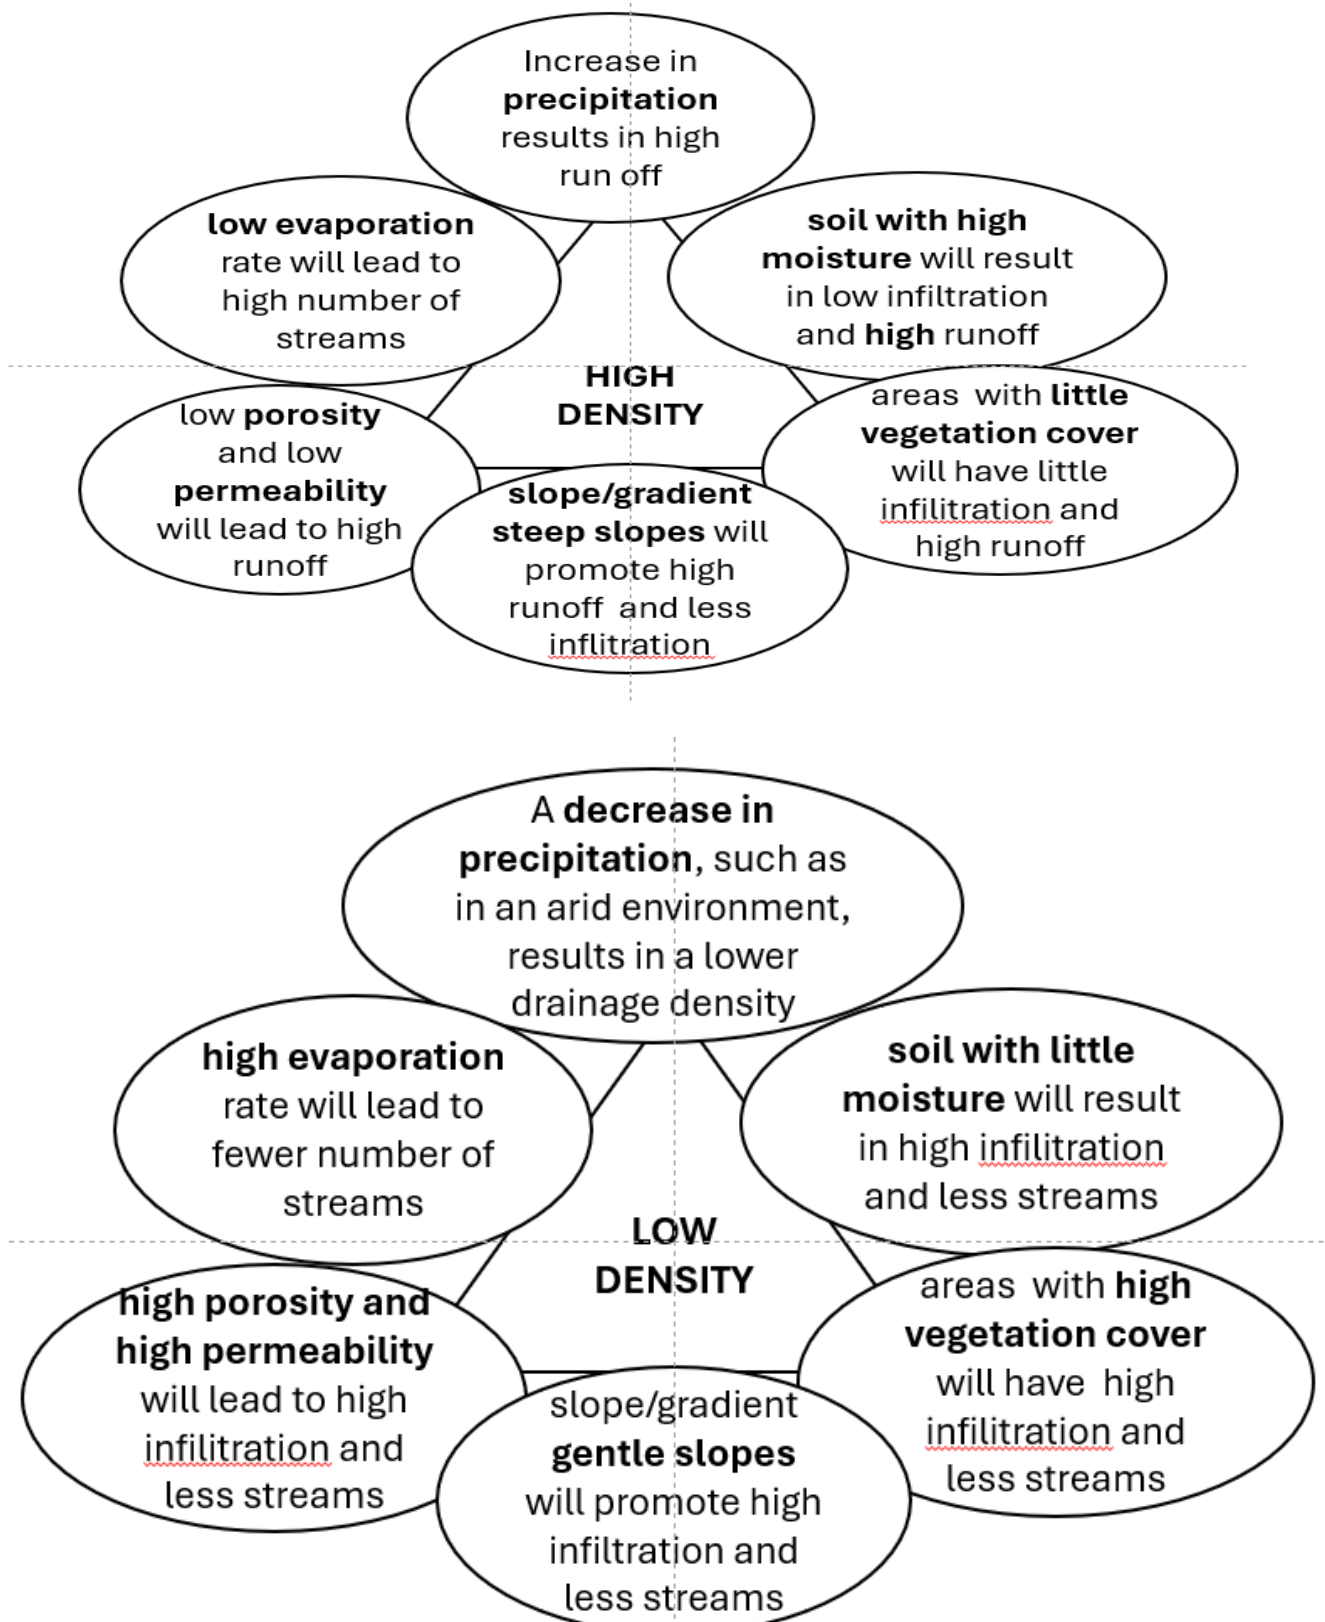 Increase in
precipitation
results in high
run off
low evaporation
rate will lead to
high number of
streams
soil with high
moisture will result
in low infiltration
and high runoff
HIGH
DENSITY
low porosity
and low
permeability
will lead to high
runoff
areas with little
vegetation cover
will have little
infilitration and
high runoff
slope/gradient
steep slopes will
promote high
runoff and less
inflitration
A decrease in
precipitation, such as
in an arid environment,
results in a lower
drainage density
high evaporation
rate will lead to
fewer number of
streams
soil with little
moisture will result
in high infilitration
and less streams
LOW
DENSITY
high porosity and
high permeability
will lead to high
infilitration and
less streams
areas with high
vegetation cover
will have high
infilitration and
less streams
slope/gradient
gentle slopes
will promote high
infiltration and
less streams